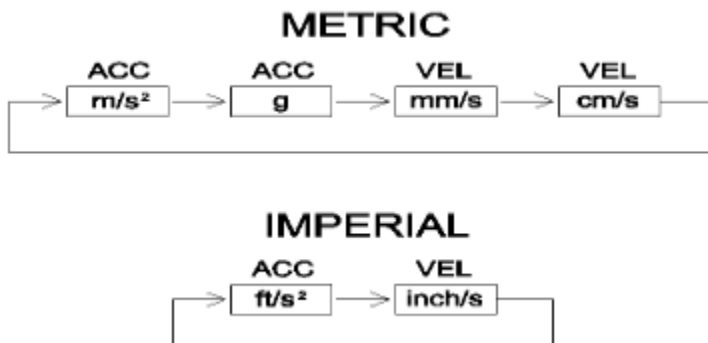 METRIC
ACC ACC VEL VEL
m/s² g mm/s cm/s
IMPERIAL
ACC VEL
ft/s² inch/s